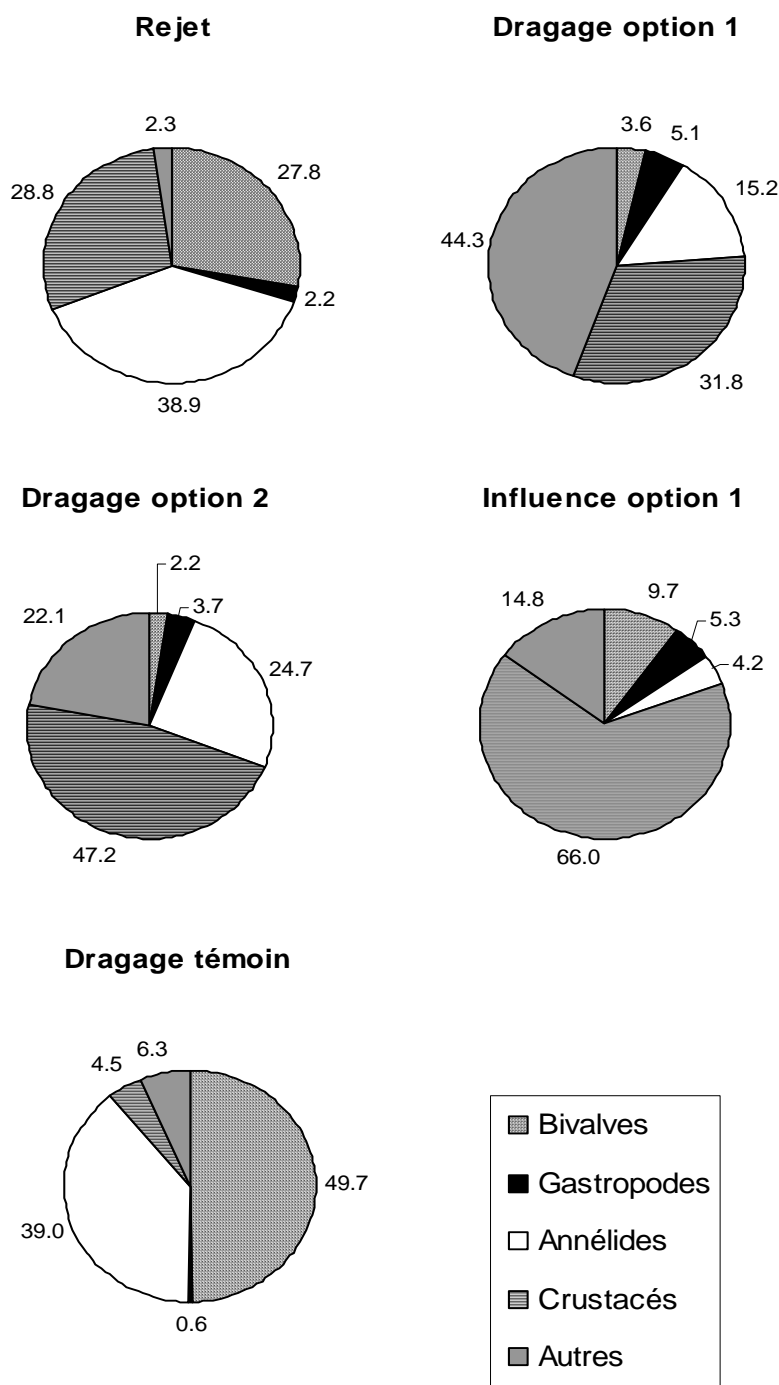 Rejet
2.3
27.8
28.8
2.2
38.9
Dragage option 1
3.6
5.1
15.2
44.3
31.8
Dragage option 2
2.2
3.7
22.1
24.7
47.2
Influence option 1
9.7
14.8
5.3
4.2
66.0
Dragage témoin
6.3
4.5
49.7
39.0
0.6
Bivalves
Gastropodes
Annélides
Crustacés
Autres